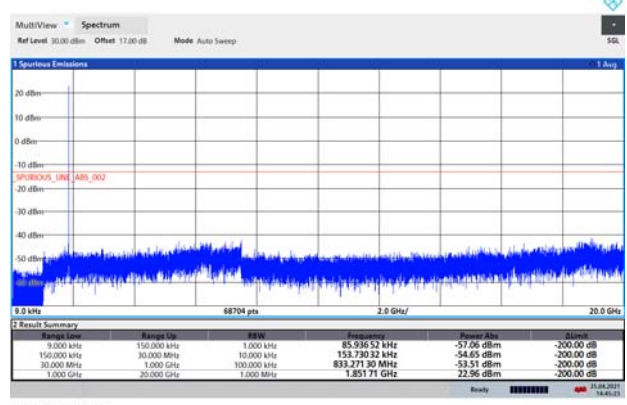 MultiView Spectrum
Ref Level 30.00 dBm Offset 17.00 dB Mode Auto Sweep
SGL
1 Spurious Emissions 1 Avg
20 dBm
10 dBm
0 dBm
-10 dBm
_SPURIOUS_LINE_ABS_002
-20 dBm
-30 dBm
-40 dBm
-50 dBm
-60 dBm
9.0 kHz 68704 pts 2.0 GHz/ 20.0 GHz
2 Result Summary
Range Low Range Up RBW Frequency Power Abs ΔLimit
9.000 kHz 150.000 kHz 1.000 kHz 85.936 52 kHz -57.06 dBm -200.00 dB
150.000 kHz 30.000 MHz 10.000 kHz 153.730 32 kHz -54.65 dBm -200.00 dB
30.000 MHz 1.000 GHz 100.000 kHz 833.271 30 MHz -53.51 dBm -200.00 dB
1.000 GHz 20.000 GHz 1.000 MHz 1.851 71 GHz 22.96 dBm -200.00 dB
Ready 25.04.2021
14:45:23